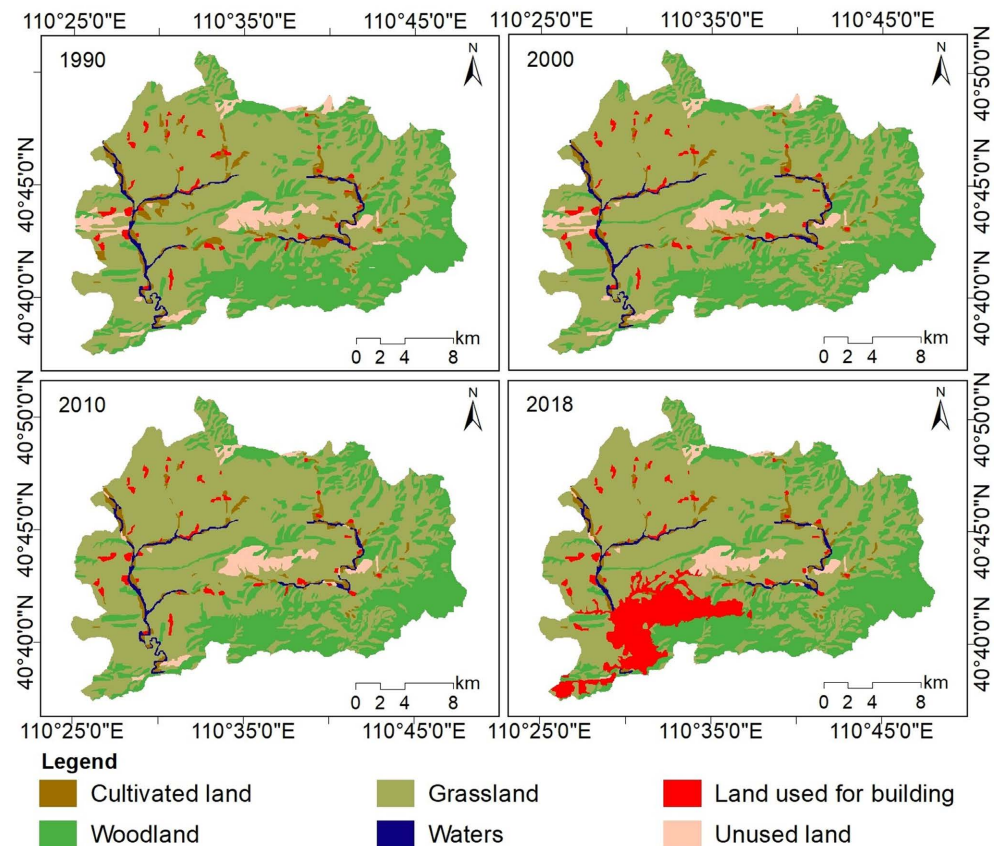 110°25'0"E 110°35'0"E 110°45'0"E 110°25'0"E 110°35'0"E 110°45'0"E
1990
N
2000
N
40°45'0"N
40°40'0"N
40°50'0"N
40°45'0"N
40°40'0"N
km
0 2 4 8
km
0 2 4 8
2010
N
2018
N
40°50'0"N
40°45'0"N
40°40'0"N
40°50'0"N
40°45'0"N
40°40'0"N
km
0 2 4 8
km
0 2 4 8
110°25'0"E 110°35'0"E 110°45'0"E 110°25'0"E 110°35'0"E 110°45'0"E
Legend
Cultivated land Grassland Land used for building
Woodland Waters Unused land